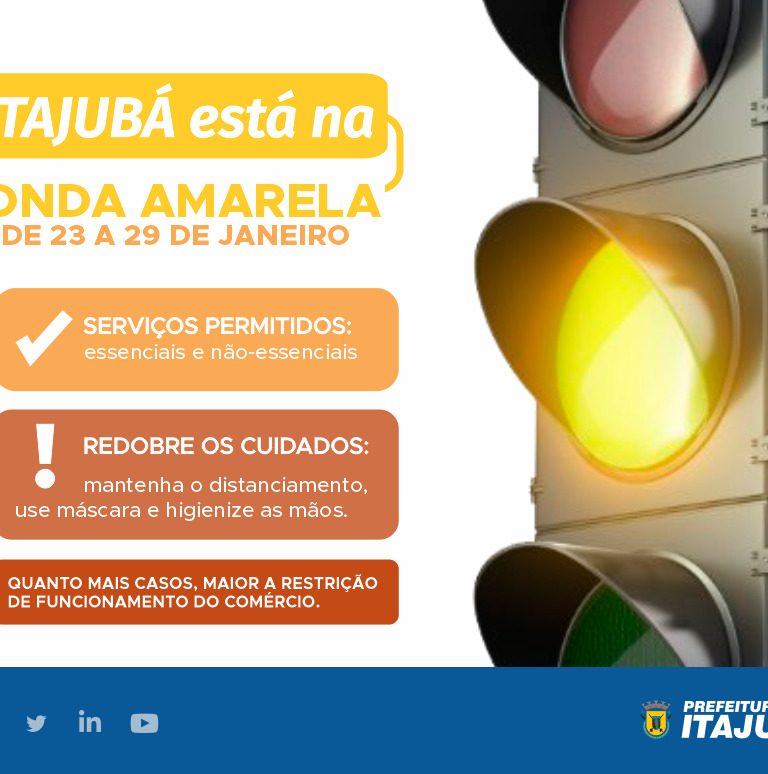 TAJUBÁ está na
ONDA AMARELA
DE 23 A 29 DE JANEIRO
SERVIÇOS PERMITIDOS:
essenciais e não-essenciais
!
REDOBRE OS CUIDADOS:
mantenha o distanciamento,
use máscara e higienize as mãos.
QUANTO MAIS CASOS, MAIOR A RESTRIÇÃO
DE FUNCIONAMENTO DO COMÉRCIO.
in
PREFEITUR
ITAJU